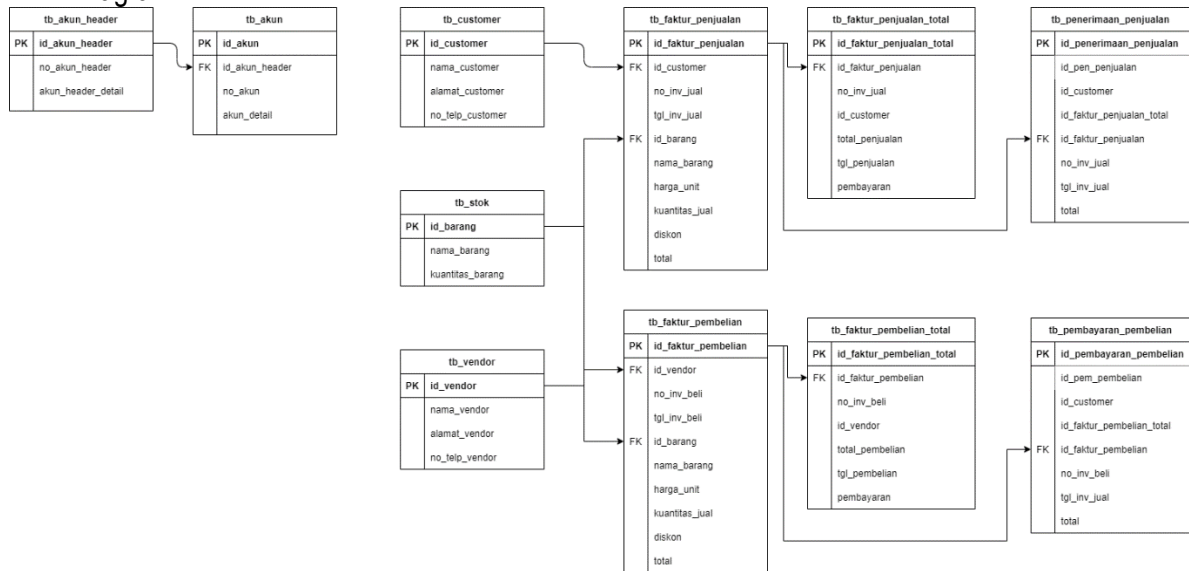 tb_akun_header
PK id_akun_header
no_akun_header
akun_header_detail
tb_akun
PK id_akun
FK id_akun_header
no_akun
akun_detail
tb_customer
PK id_customer
nama_customer
alamat_customer
no_telp_customer
tb_stok
PK id_barang
nama_barang
kuantitas_barang
tb_vendor
PK id_vendor
nama_vendor
alamat_vendor
no_telp_vendor
tb_faktur_penjualan
PK id_faktur_penjualan
FK id_customer
no_inv_jual
tgl_inv_jual
FK id_barang
nama_barang
harga_unit
kuantitas_jual
diskon
total
tb_faktur_pembelian
PK id_faktur_pembelian
FK id_vendor
no_inv_beli
tgl_inv_beli
FK id_barang
nama_barang
harga_unit
kuantitas_jual
diskon
total
tb_faktur_penjualan_total
PK id_faktur_penjualan_total
FK id_faktur_penjualan
no_inv_jual
id_customer
total_penjualan
tgl_penjualan
pembayaran
tb_faktur_pembelian_total
PK id_faktur_pembelian_total
FK id_faktur_pembelian
no_inv_beli
id_vendor
total_pembelian
tgl_pembelian
pembayaran
tb_penerimaan_penjualan
PK id_penerimaan_penjualan
id_pen_penjualan
id_customer
id_faktur_penjualan_total
FK id_faktur_penjualan
no_inv_jual
tgl_inv_jual
total
tb_pembayaran_pembelian
PK id_pembayaran_pembelian
id_pem_pembelian
id_customer
id_faktur_pembelian_total
FK id_faktur_pembelian
no_inv_beli
tgl_inv_jual
total